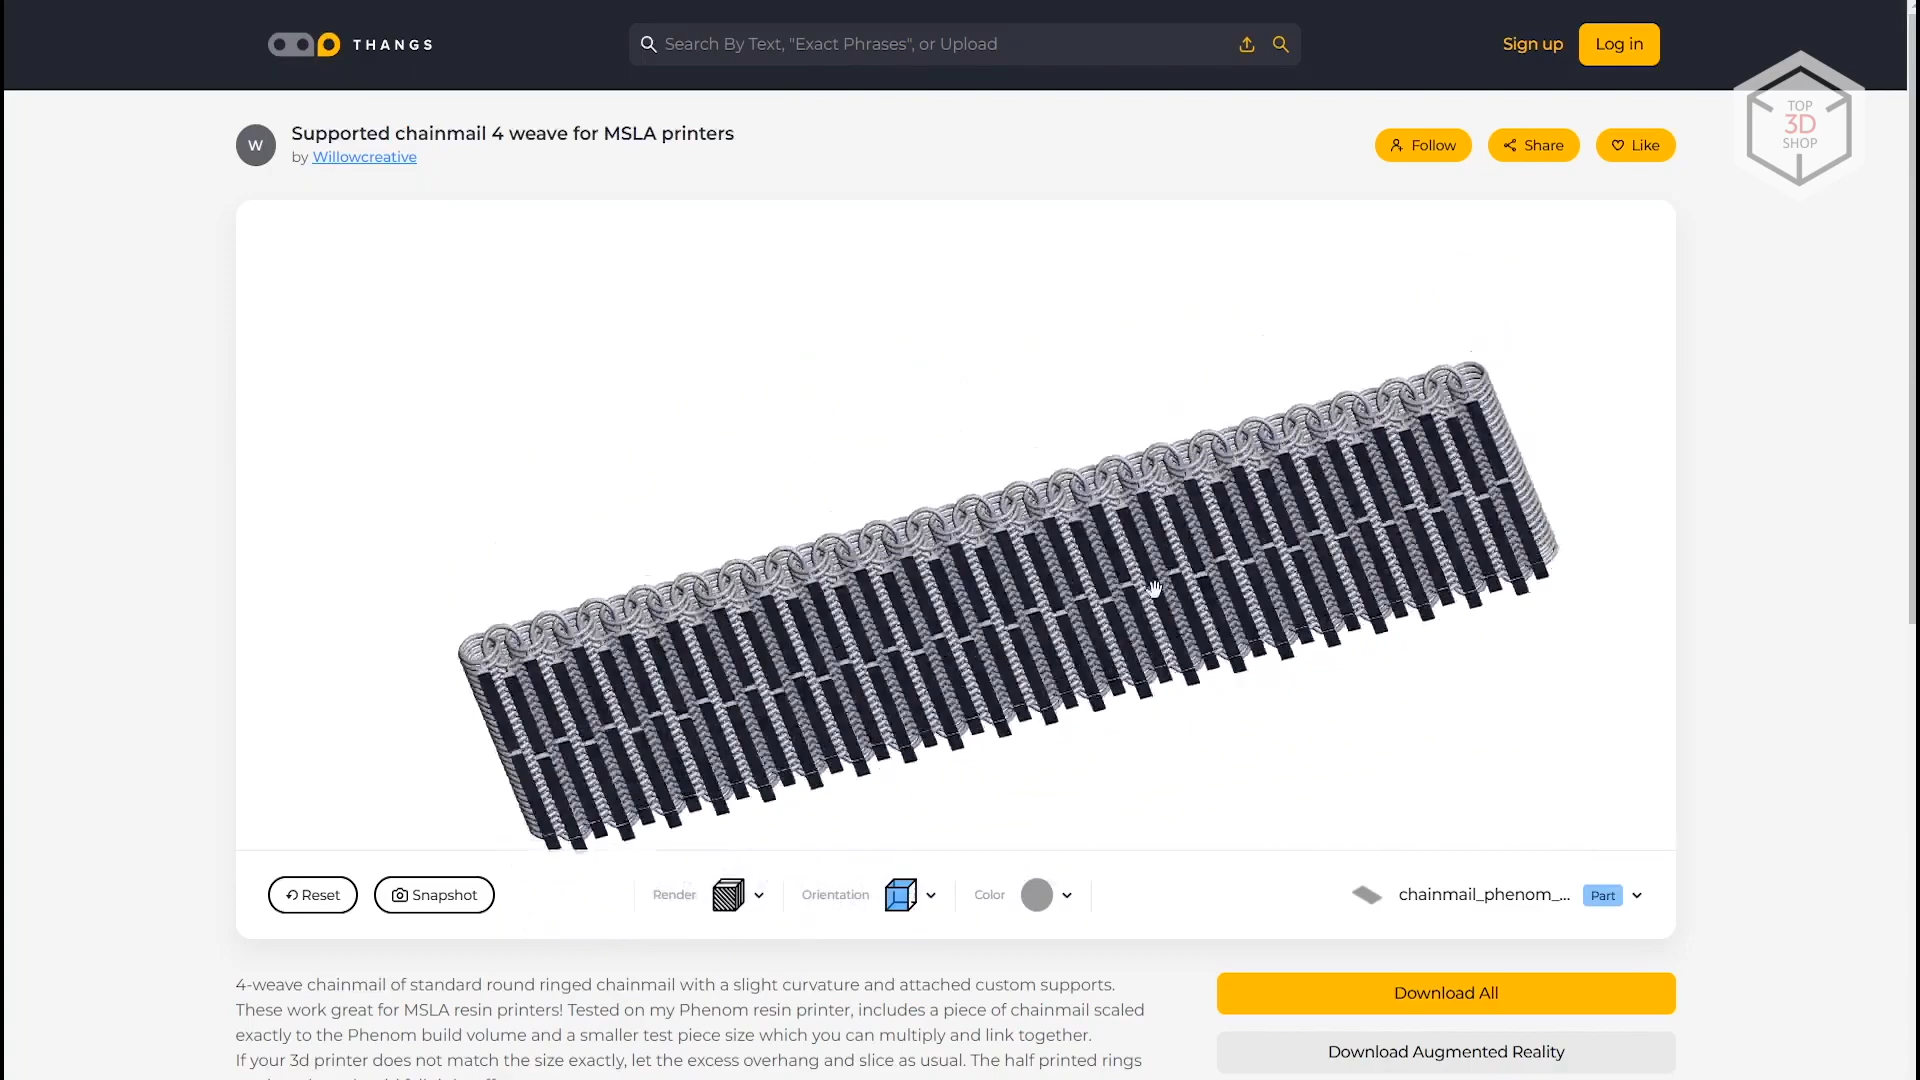 THANGS
Search By Text, "Exact Phrases", or Upload
Sign up
Log in
TOP
3D
SHOP
W
Supported chainmail 4 weave for MSLA printers
by Willowcreative
Follow
Share
Like
Reset
Snapshot
Render
Orientation
Color
chainmail_phenom_...
Part
4-weave chainmail of standard round ringed chainmail with a slight curvature and attached custom supports.
These work great for MSLA resin printers! Tested on my Phenom resin printer, includes a piece of chainmail scaled
exactly to the Phenom build volume and a smaller test piece size which you can multiply and link together.
If your 3d printer does not match the size exactly, let the excess overhang and slice as usual. The half printed rings
Download All
Download Augmented Reality